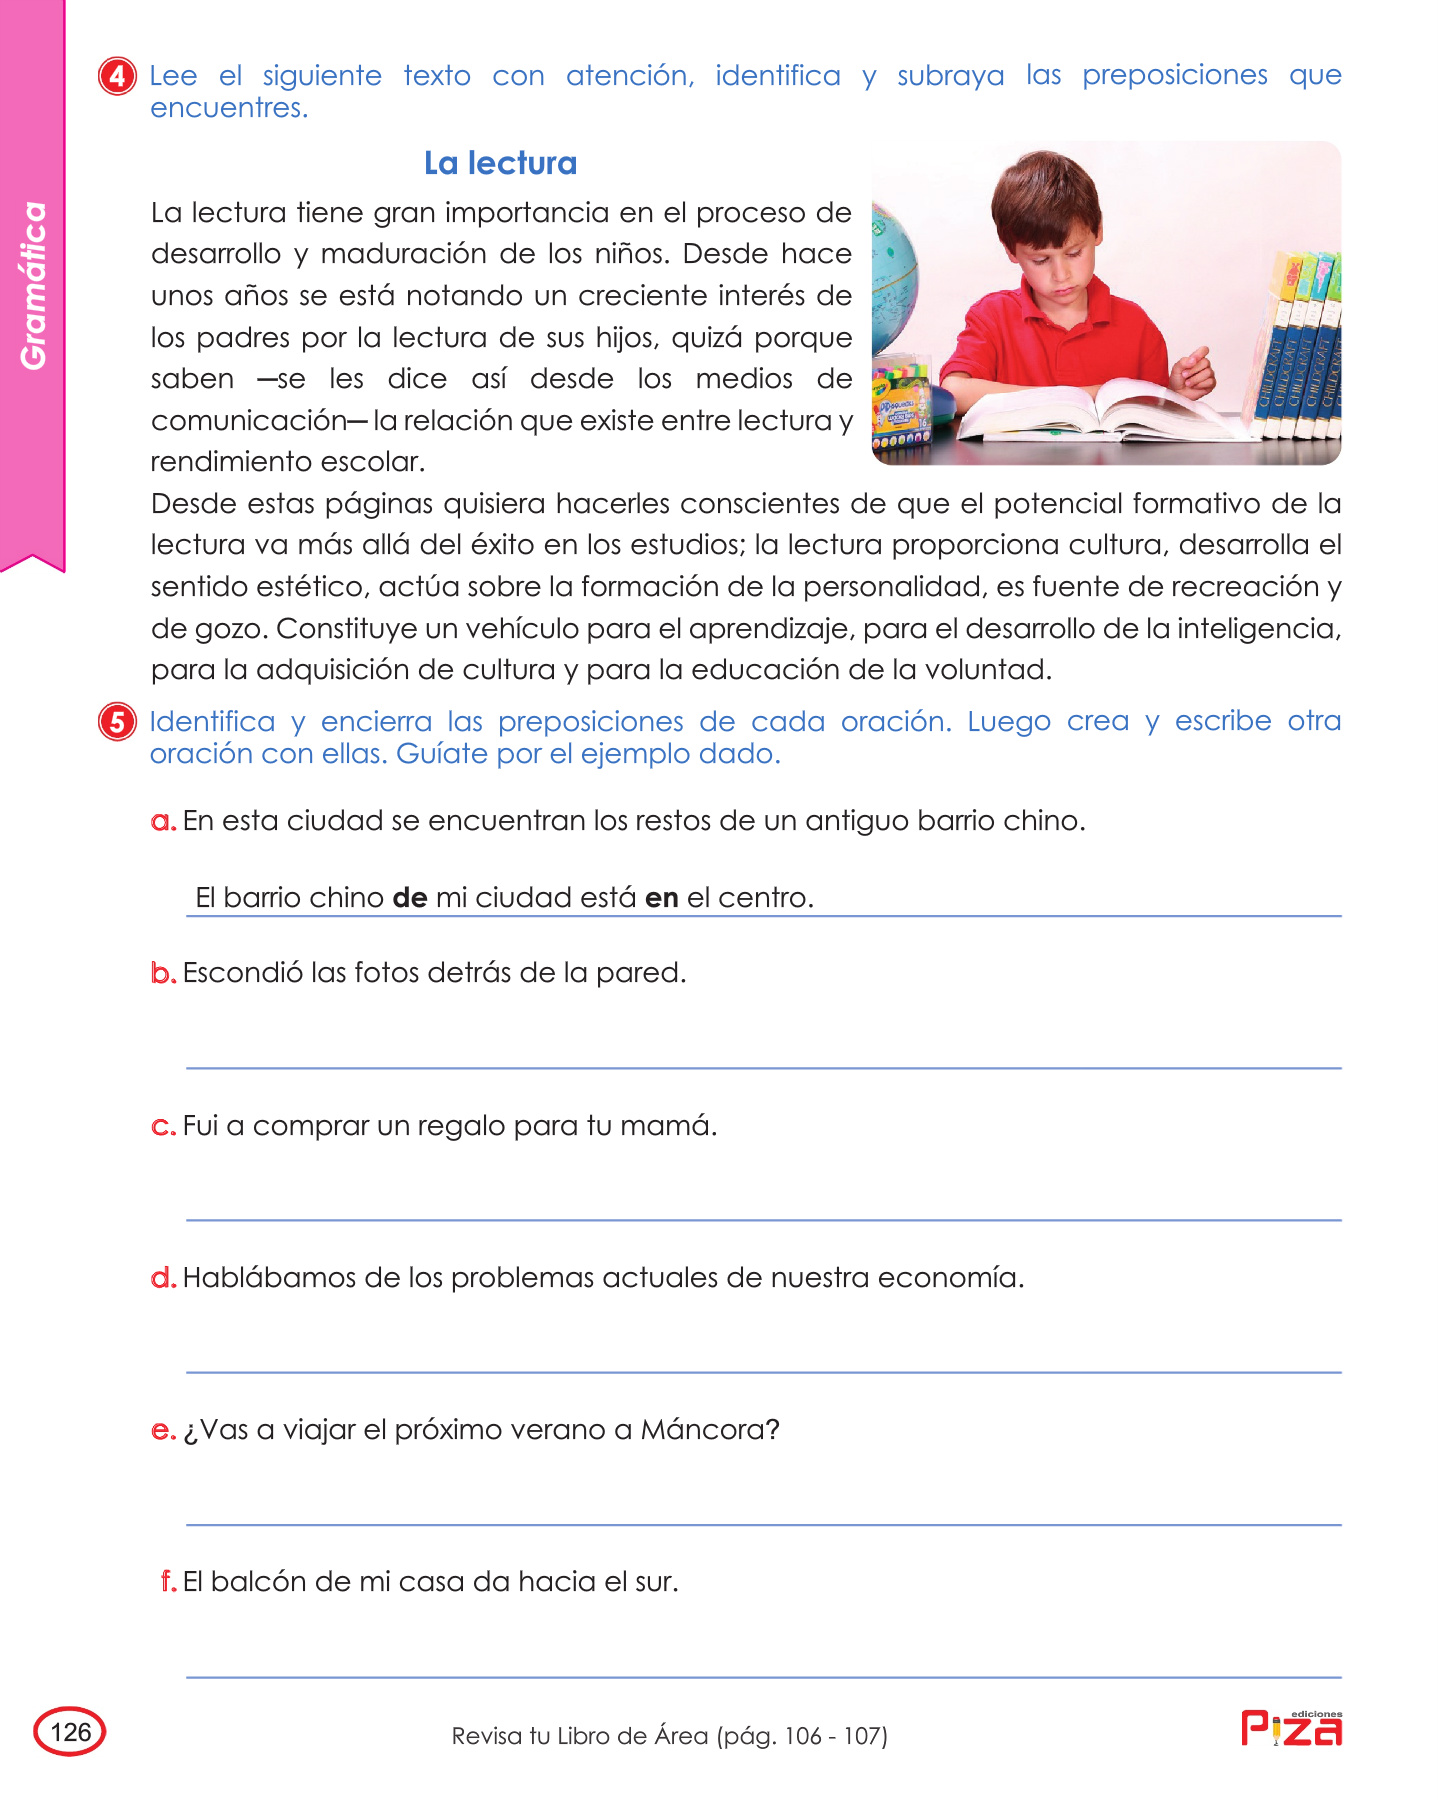 Gramática
4 Lee el siguiente texto con atención, identifica y subraya las preposiciones que
encuentres.
La lectura
La lectura tiene gran importancia en el proceso de
desarrollo y maduración de los niños. Desde hace
unos años se está notando un creciente interés de
los padres por la lectura de sus hijos, quizá porque
saben —se les dice así desde los medios de
comunicación— la relación que existe entre lectura y
rendimiento escolar.
Desde estas páginas quisiera hacerles conscientes de que el potencial formativo de la
lectura va más allá del éxito en los estudios; la lectura proporciona cultura, desarrolla el
sentido estético, actúa sobre la formación de la personalidad, es fuente de recreación y
de gozo. Constituye un vehículo para el aprendizaje, para el desarrollo de la inteligencia,
para la adquisición de cultura y para la educación de la voluntad.
CHILDCRAFT CHILDCRAFT CHILDCRAFT CHILDCRAFT
5 Identifica y encierra las preposiciones de cada oración. Luego crea y escribe otra
oración con ellas. Guíate por el ejemplo dado.
a. En esta ciudad se encuentran los restos de un antiguo barrio chino.
El barrio chino de mi ciudad está en el centro.
b. Escondió las fotos detrás de la pared.
c. Fui a comprar un regalo para tu mamá.
d. Hablábamos de los problemas actuales de nuestra economía.
e. ¿Vas a viajar el próximo verano a Máncora?
f. El balcón de mi casa da hacia el sur.
126
Revisa tu Libro de Área (pág. 106 - 107)
ediciones
Piza